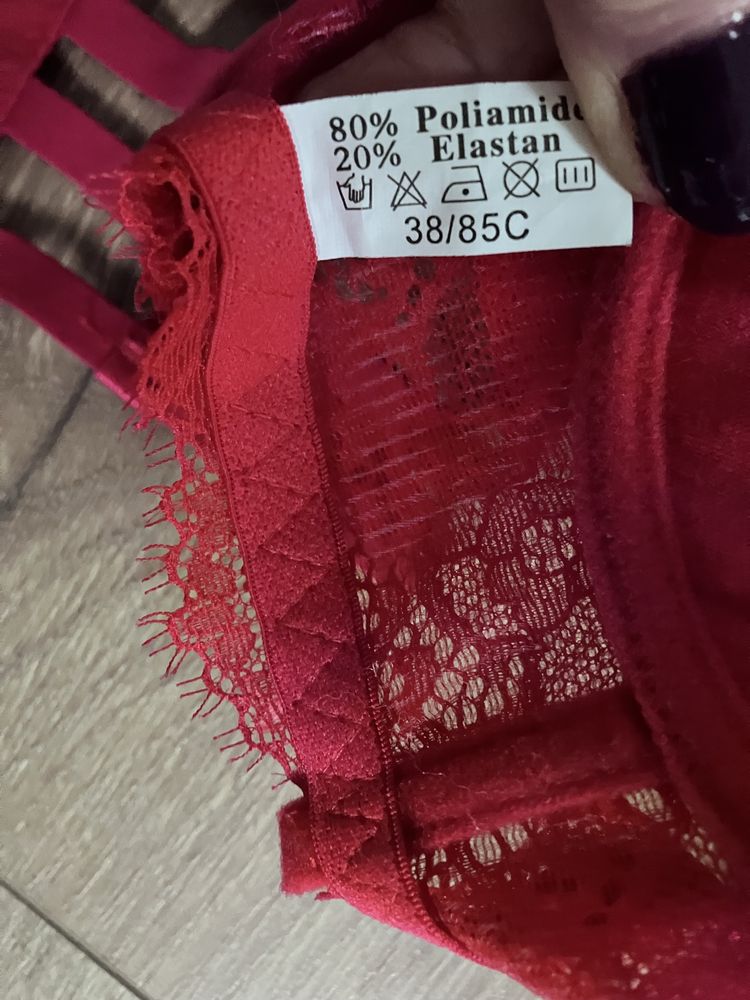 80% Poliamide
20% Elastan
38/85C